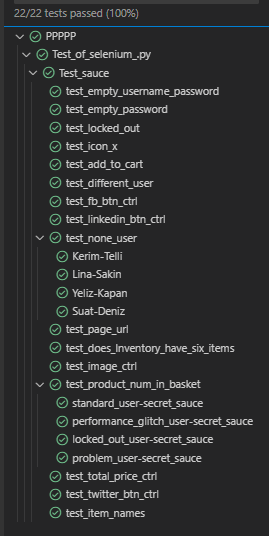 22/22 tests passed (100%)
PPPPP
Test_of_selenium_.py
Test_sauce
test_empty_username_password
test_empty_password
test_locked_out
test_icon_x
test_add_to_cart
test_different_user
test_fb_btn_ctrl
test_linkedin_btn_ctrl
test_none_user
Kerim-Telli
Lina-Sakin
Yeliz-Kapan
Suat-Deniz
test_page_url
test_does_Inventory_have_six_items
test_image_ctrl
test_product_num_in_basket
standard_user-secret_sauce
performance_glitch_user-secret_sauce
locked_out_user-secret_sauce
problem_user-secret_sauce
test_total_price_ctrl
test_twitter_btn_ctrl
test_item_names